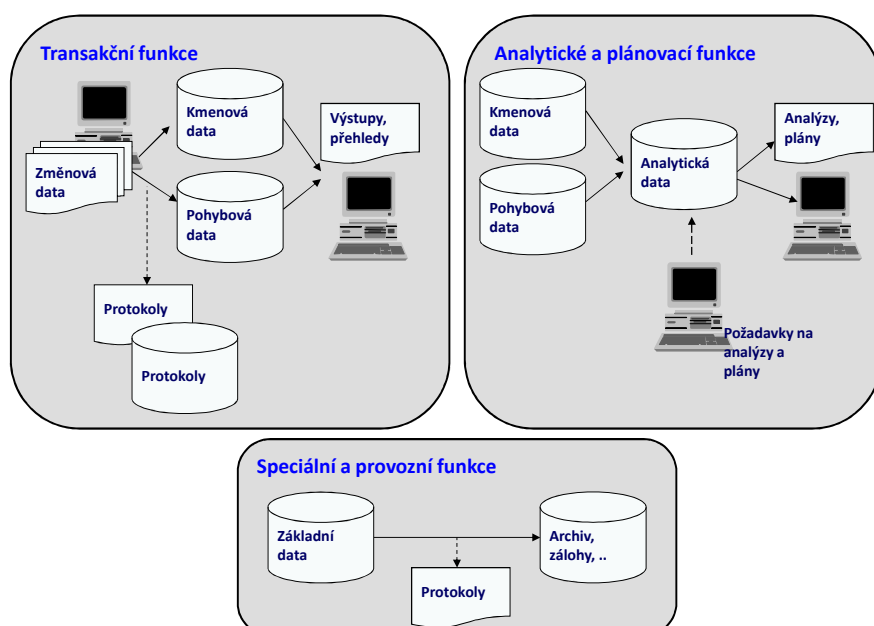 Transakční funkce
Kmenová
data
Výstupy,
přehledy
Změnová
data
Pohybová
data
Protokoly
Protokoly
Analytické a plánovací funkce
Kmenová
data
Analýzy,
plány
Analytická
data
Pohybová
data
Požadavky na
analýzy a
plány
Speciální a provozní funkce
Základní
data
Archiv,
zálohy, ..
Protokoly